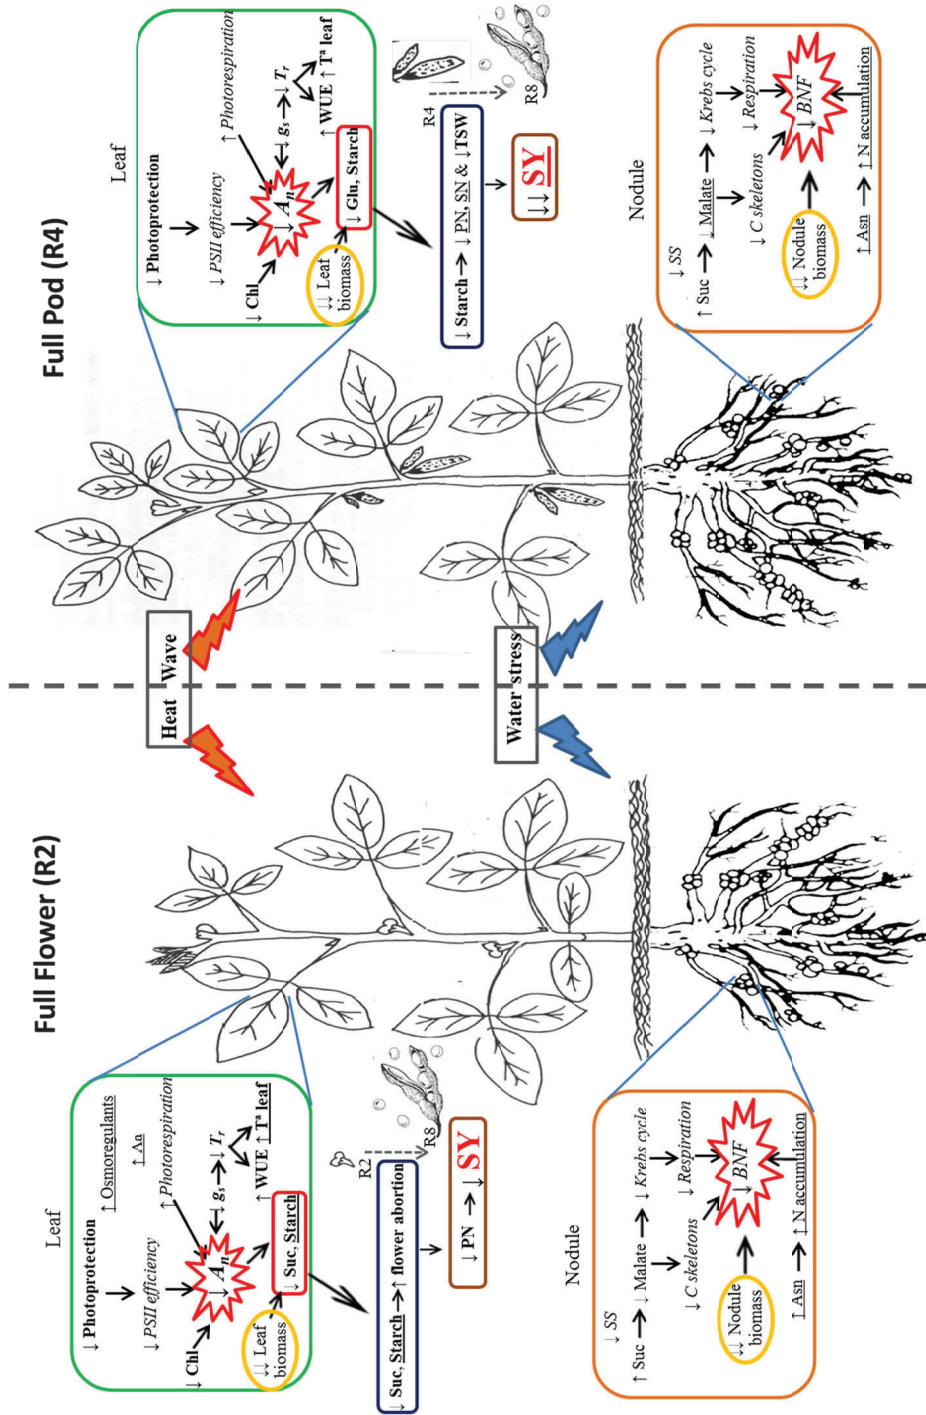 Full Flower (R2)
Full Pod (R4)
Heat Wave
Water stress
Leaf
↓ Photoprotection
↑ Osmoregulants
↓ PSII efficiency
↑ Photorespiration
↓ Chl
↓ An
↓ gs → ↓ Tr
↑ WUE ↑ Tª leaf
↓↓ Leaf
biomass
↓ Suc, Starch
↓ Suc, Starch → ↑ flower abortion
R2
R8
↓ PN → ↓ SY
Nodule
↓ SS
↑ Suc → ↓ Malate → ↓ Krebs cycle
↓ C skeletons
↓ Respiration
↓ BNF
↓↓ Nodule
biomass
↑ Asn → ↑ N accumulation
Leaf
↓ Photoprotection
↓ PSII efficiency
↑ Photorespiration
↓ Chl
↓ An
↓ gs → ↓ Tr
↑ WUE ↑ Tª leaf
↓↓ Leaf
biomass
↓ Glu, Starch
R4
R8
↓ Starch → ↓ PN, SN & ↓TSW
↓↓ SY
Nodule
↓ SS
↑ Suc → ↓ Malate → ↓ Krebs cycle
↓ C skeletons
↓ Respiration
↓ BNF
↓↓ Nodule
biomass
↑ Asn → ↑ N accumulation